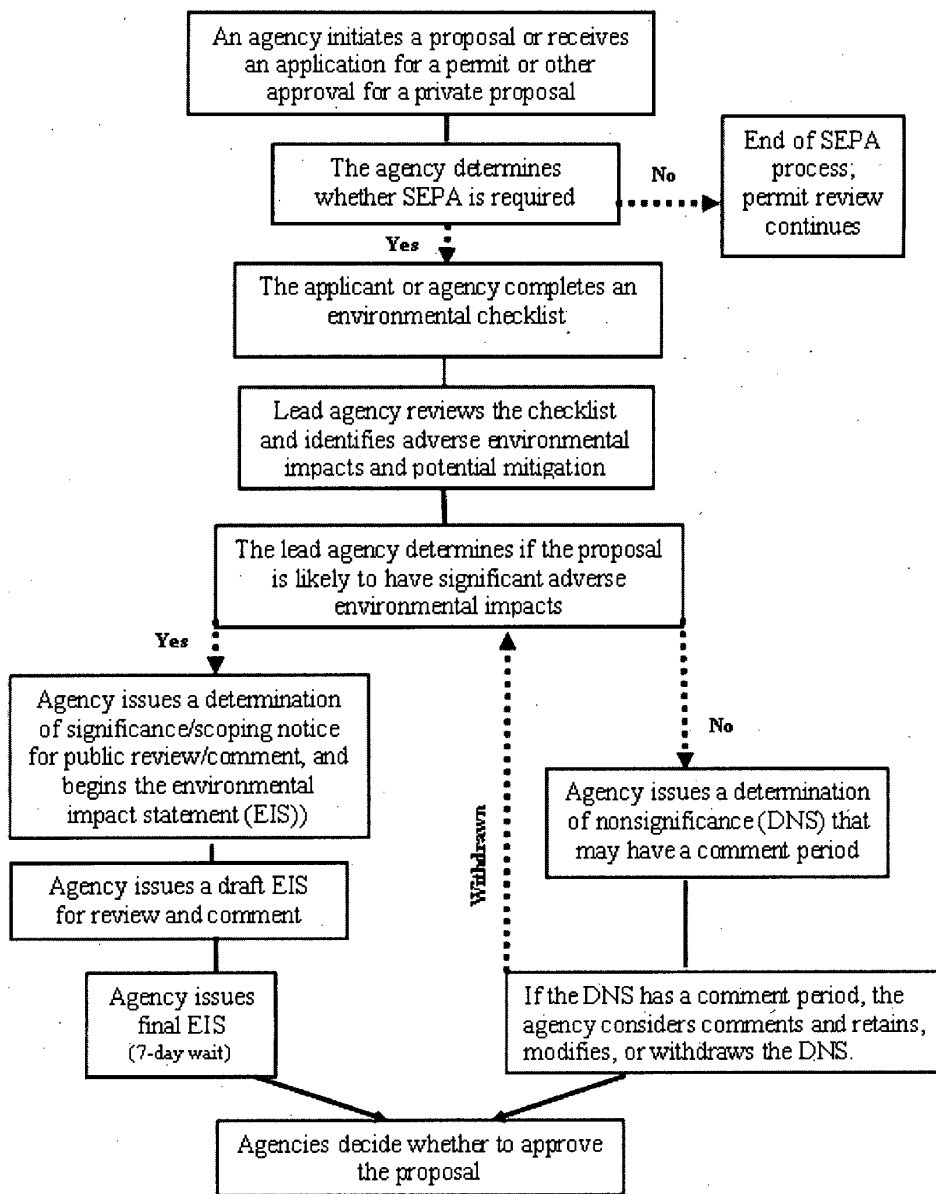 An agency initiates a proposal or receives
an application for a permit or other
approval for a private proposal
The agency determines
whether SEPA is required
No
End of SEPA
process;
permit review
continues
Yes
The applicant or agency completes an
environmental checklist
Lead agency reviews the checklist
and identifies adverse environmental
impacts and potential mitigation
The lead agency determines if the proposal
is likely to have significant adverse
environmental impacts
Yes
Agency issues a determination
of significance/scoping notice
for public review/comment, and
begins the environmental
impact statement (EIS))
Agency issues a draft EIS
for review and comment
Agency issues
final EIS
(7-day wait)
Withdrawn
No
Agency issues a determination
of nonsignificance (DNS) that
may have a comment period
If the DNS has a comment period, the
agency considers comments and retains,
modifies, or withdraws the DNS.
Agencies decide whether to approve
the proposal